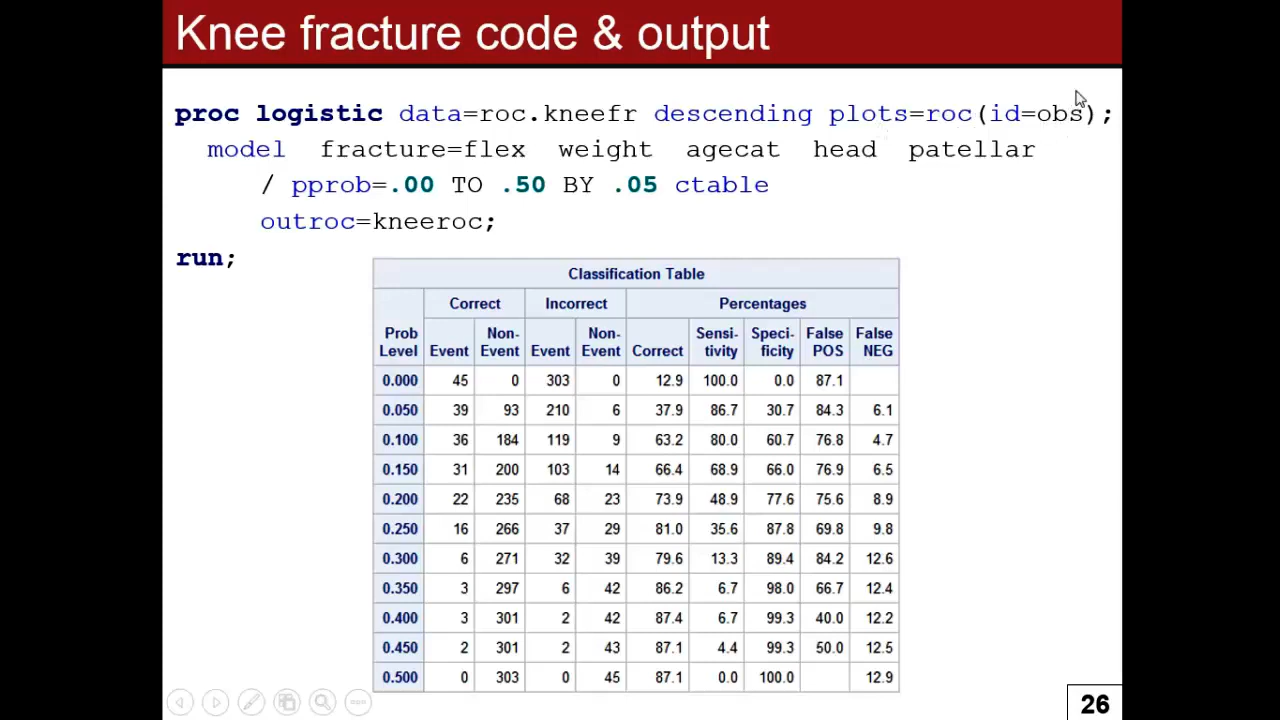 Knee fracture code & output
proc logistic data=roc.kneefr descending plots=roc(id=obs);
model fracture=flex weight agecat head patellar
/ pprob=.00 TO .50 BY .05 ctable
outroc=kneeroc;
run;
Classification Table
Correct Incorrect Percentages
Prob Level Event Non-Event Event Non-Event Correct Sensi-tivity Speci-ficity False POS False NEG
0.000 45 0 303 0 12.9 100.0 0.0 87.1
0.050 39 93 210 6 37.9 86.7 30.7 84.3 6.1
0.100 36 184 119 9 63.2 80.0 60.7 76.8 4.7
0.150 31 200 103 14 66.4 68.9 66.0 76.9 6.5
0.200 22 235 68 23 73.9 48.9 77.6 75.6 8.9
0.250 16 266 37 29 81.0 35.6 87.8 69.8 9.8
0.300 6 271 32 39 79.6 13.3 89.4 84.2 12.6
0.350 3 297 6 42 86.2 6.7 98.0 66.7 12.4
0.400 3 301 2 42 87.4 6.7 99.3 40.0 12.2
0.450 2 301 2 43 87.1 4.4 99.3 50.0 12.5
0.500 0 303 0 45 87.1 0.0 100.0 12.9
26